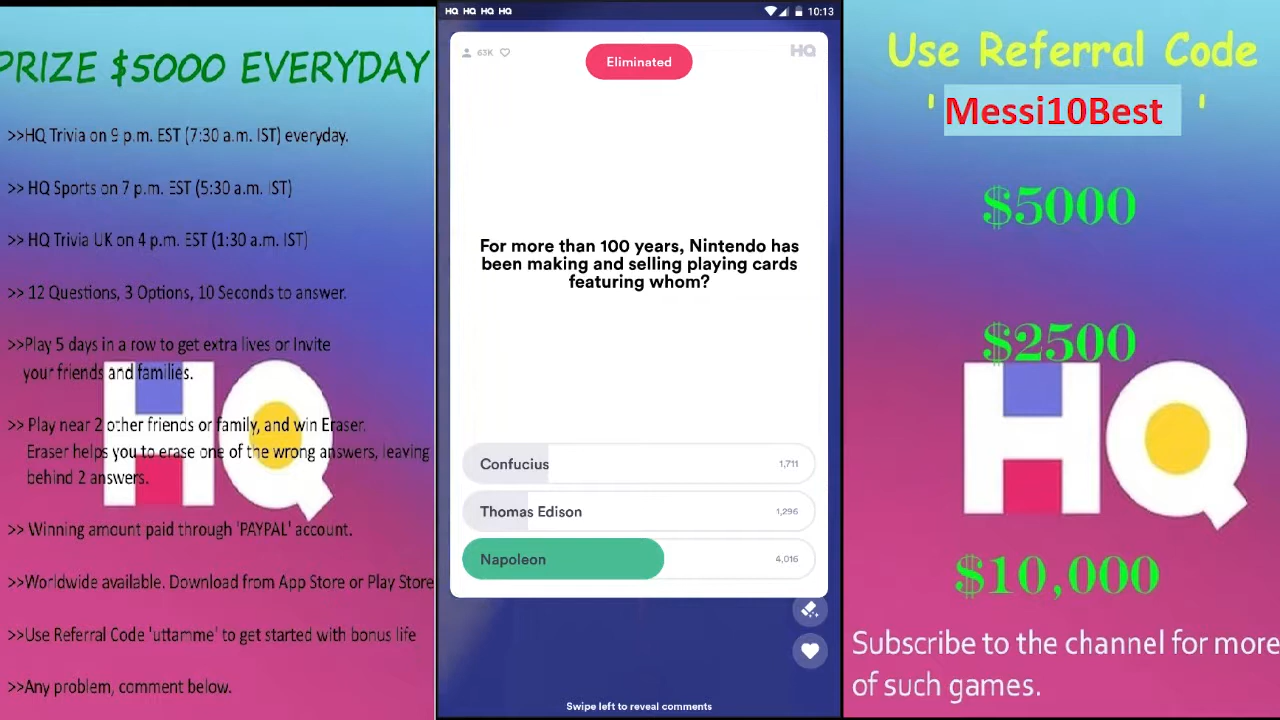 PRIZE $5000 EVERYDAY
>>HQ Trivia on 9 p.m. EST (7:30 a.m. IST) everyday.
>> HQ Sports on 7 p.m. EST (5:30 a.m. IST)
>> HQ Trivia UK on 4 p.m. EST (1:30 a.m. IST)
>> 12 Questions, 3 Options, 10 Seconds to answer.
>>Play 5 days in a row to get extra lives or Invite
your friends and families.
>> Play near 2 other friends or family, and win Eraser.
Eraser helps you to erase one of the wrong answers, leaving
behind 2 answers.
>> Winning amount paid through 'PAYPAL' account.
>>Worldwide available. Download from App Store or Play Store
>>Use Referral Code 'uttamme' to get started with bonus life
>>Any problem, comment below.
HQ
HQ HQ HQ HQ 10:13
63K Eliminated HQ
For more than 100 years, Nintendo has
been making and selling playing cards
featuring whom?
Confucius 1,711
Thomas Edison 1,296
Napoleon 4,016
Swipe left to reveal comments
Use Referral Code
' Messi10Best '
$5000
$2500
HQ
$10,000
Subscribe to the channel for more
of such games.